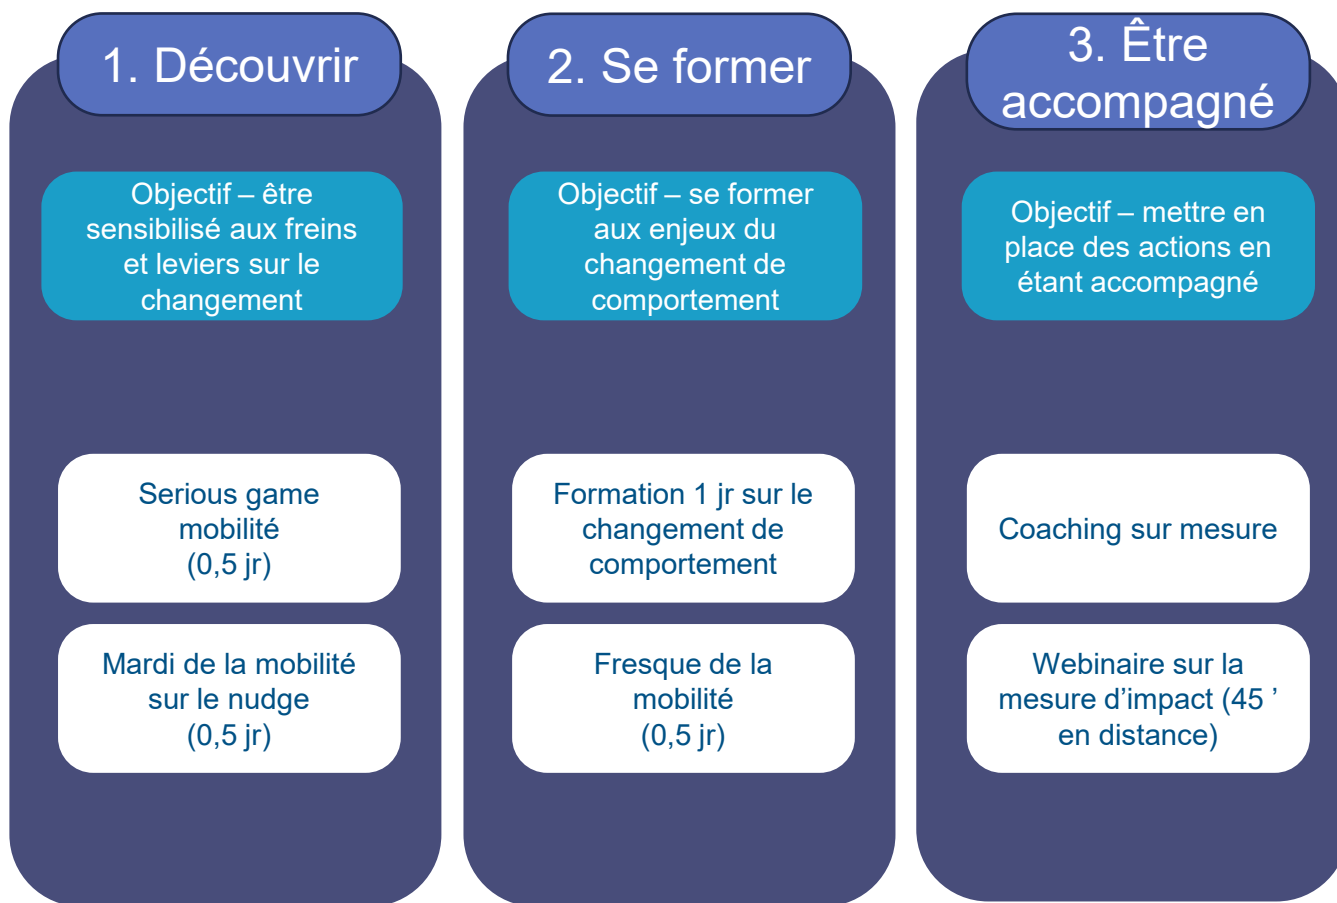 1. Découvrir
Objectif – être
sensibilisé aux freins
et leviers sur le
changement
Serious game
mobilité
(0,5 jr)
Mardi de la mobilité
sur le nudge
(0,5 jr)
2. Se former
Objectif – se former
aux enjeux du
changement de
comportement
Formation 1 jr sur le
changement de
comportement
Fresque de la
mobilité
(0,5 jr)
3. Être
accompagné
Objectif – mettre en
place des actions en
étant accompagné
Coaching sur mesure
Webinaire sur la
mesure d’impact (45 ’
en distance)